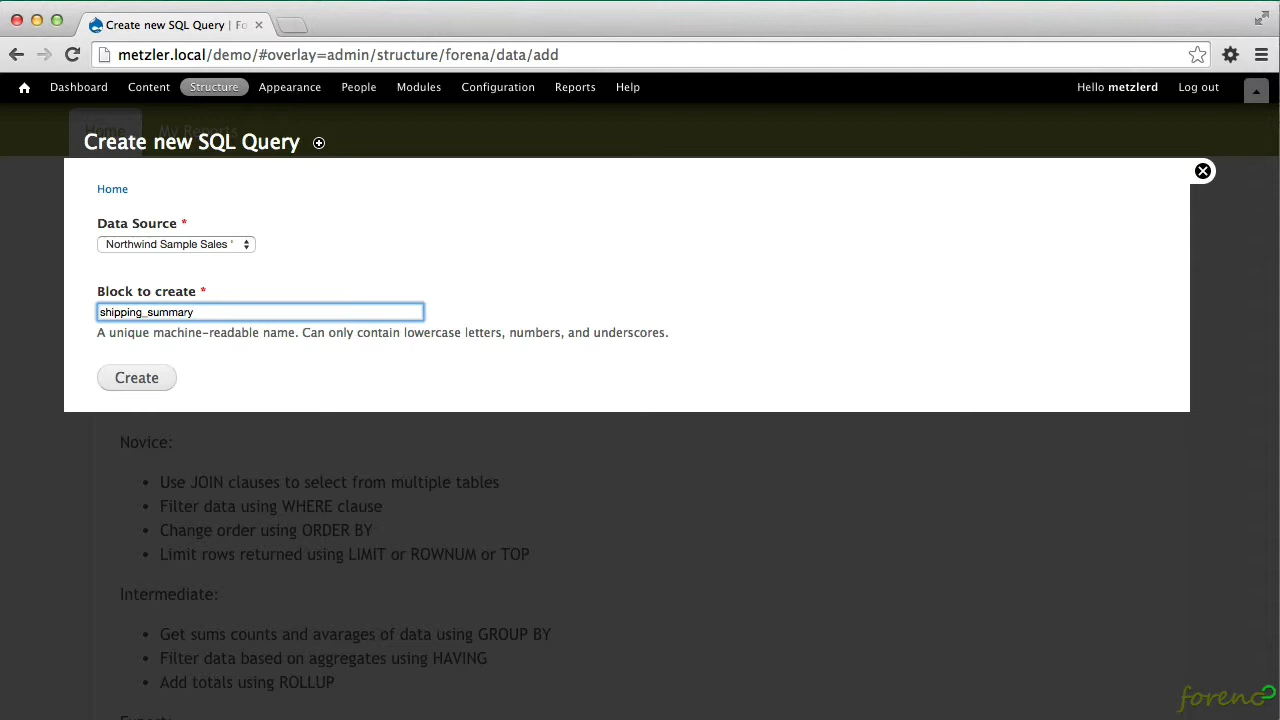 Create new SQL Query | Fo
metzler.local/demo/#overlay=admin/structure/forena/data/add
Dashboard Content Structure Appearance People Modules Configuration Reports Help Hello metzlerd Log out
Home My Reports
Create new SQL Query
Home
Data Source *
Northwind Sample Sales '
Block to create *
shipping_summary
A unique machine-readable name. Can only contain lowercase letters, numbers, and underscores.
Create
Novice:
• Use JOIN clauses to select from multiple tables
• Filter data using WHERE clause
• Change order using ORDER BY
• Limit rows returned using LIMIT or ROWNUM or TOP
Intermediate:
• Get sums counts and avarages of data using GROUP BY
• Filter data based on aggregates using HAVING
• Add totals using ROLLUP
Expert: